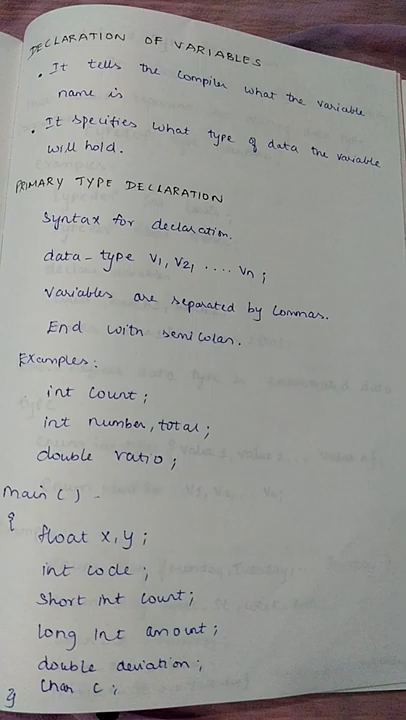 DECLARATION OF VARIABLES
• It tells the compiler what the variable
name is
• It specifies what type of data the variable
will hold.
PRIMARY TYPE DECLARATION
Syntax for declaration.
data-type V1, V2, .... Vn ;
Variables are separated by commas.
End with semicolan.
Examples:
int count ;
int number, total ;
double ratio ;
main ( )
{
float x, y ;
int code ;
short int count ;
long int amount ;
double deviation ;
char c ;
}